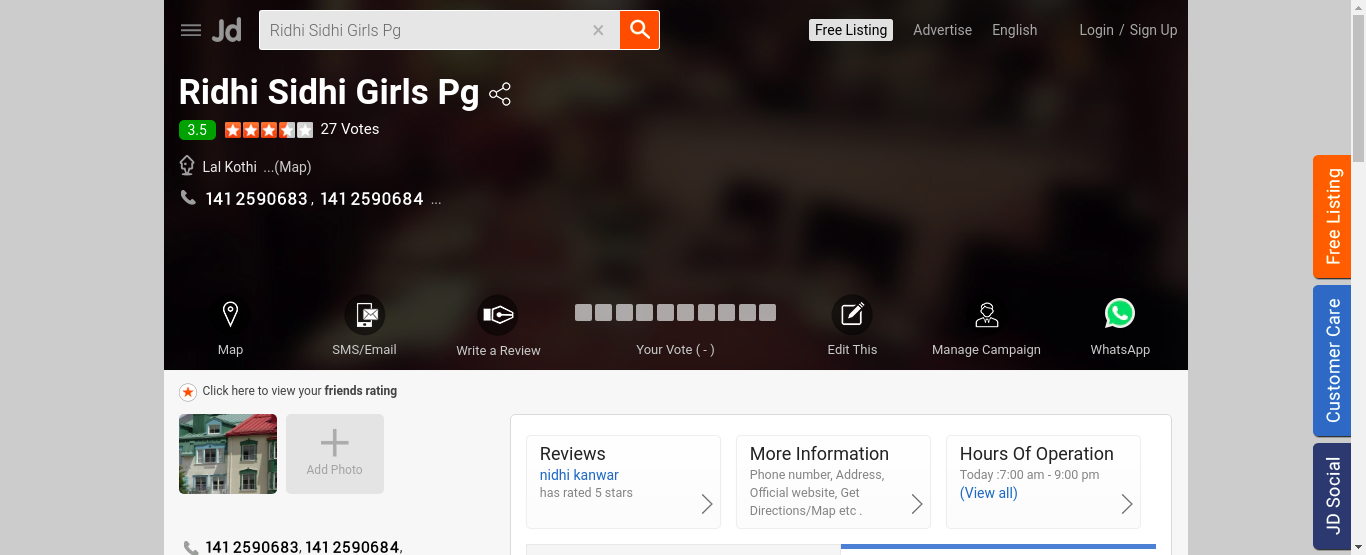 Jd
Ridhi Sidhi Girls Pg
Free Listing
Advertise
English
Login / Sign Up
Ridhi Sidhi Girls Pg
3.5
27 Votes
Lal Kothi ...(Map)
141 2590683, 141 2590684 ...
Map
SMS/Email
Write a Review
Your Vote ( - )
Edit This
Manage Campaign
WhatsApp
Click here to view your friends rating
Add Photo
Reviews
nidhi kanwar
has rated 5 stars
More Information
Phone number, Address,
Official website, Get
Directions/Map etc .
Hours Of Operation
Today :7:00 am - 9:00 pm
(View all)
141 2590683, 141 2590684,
Free Listing
Customer Care
JD Social